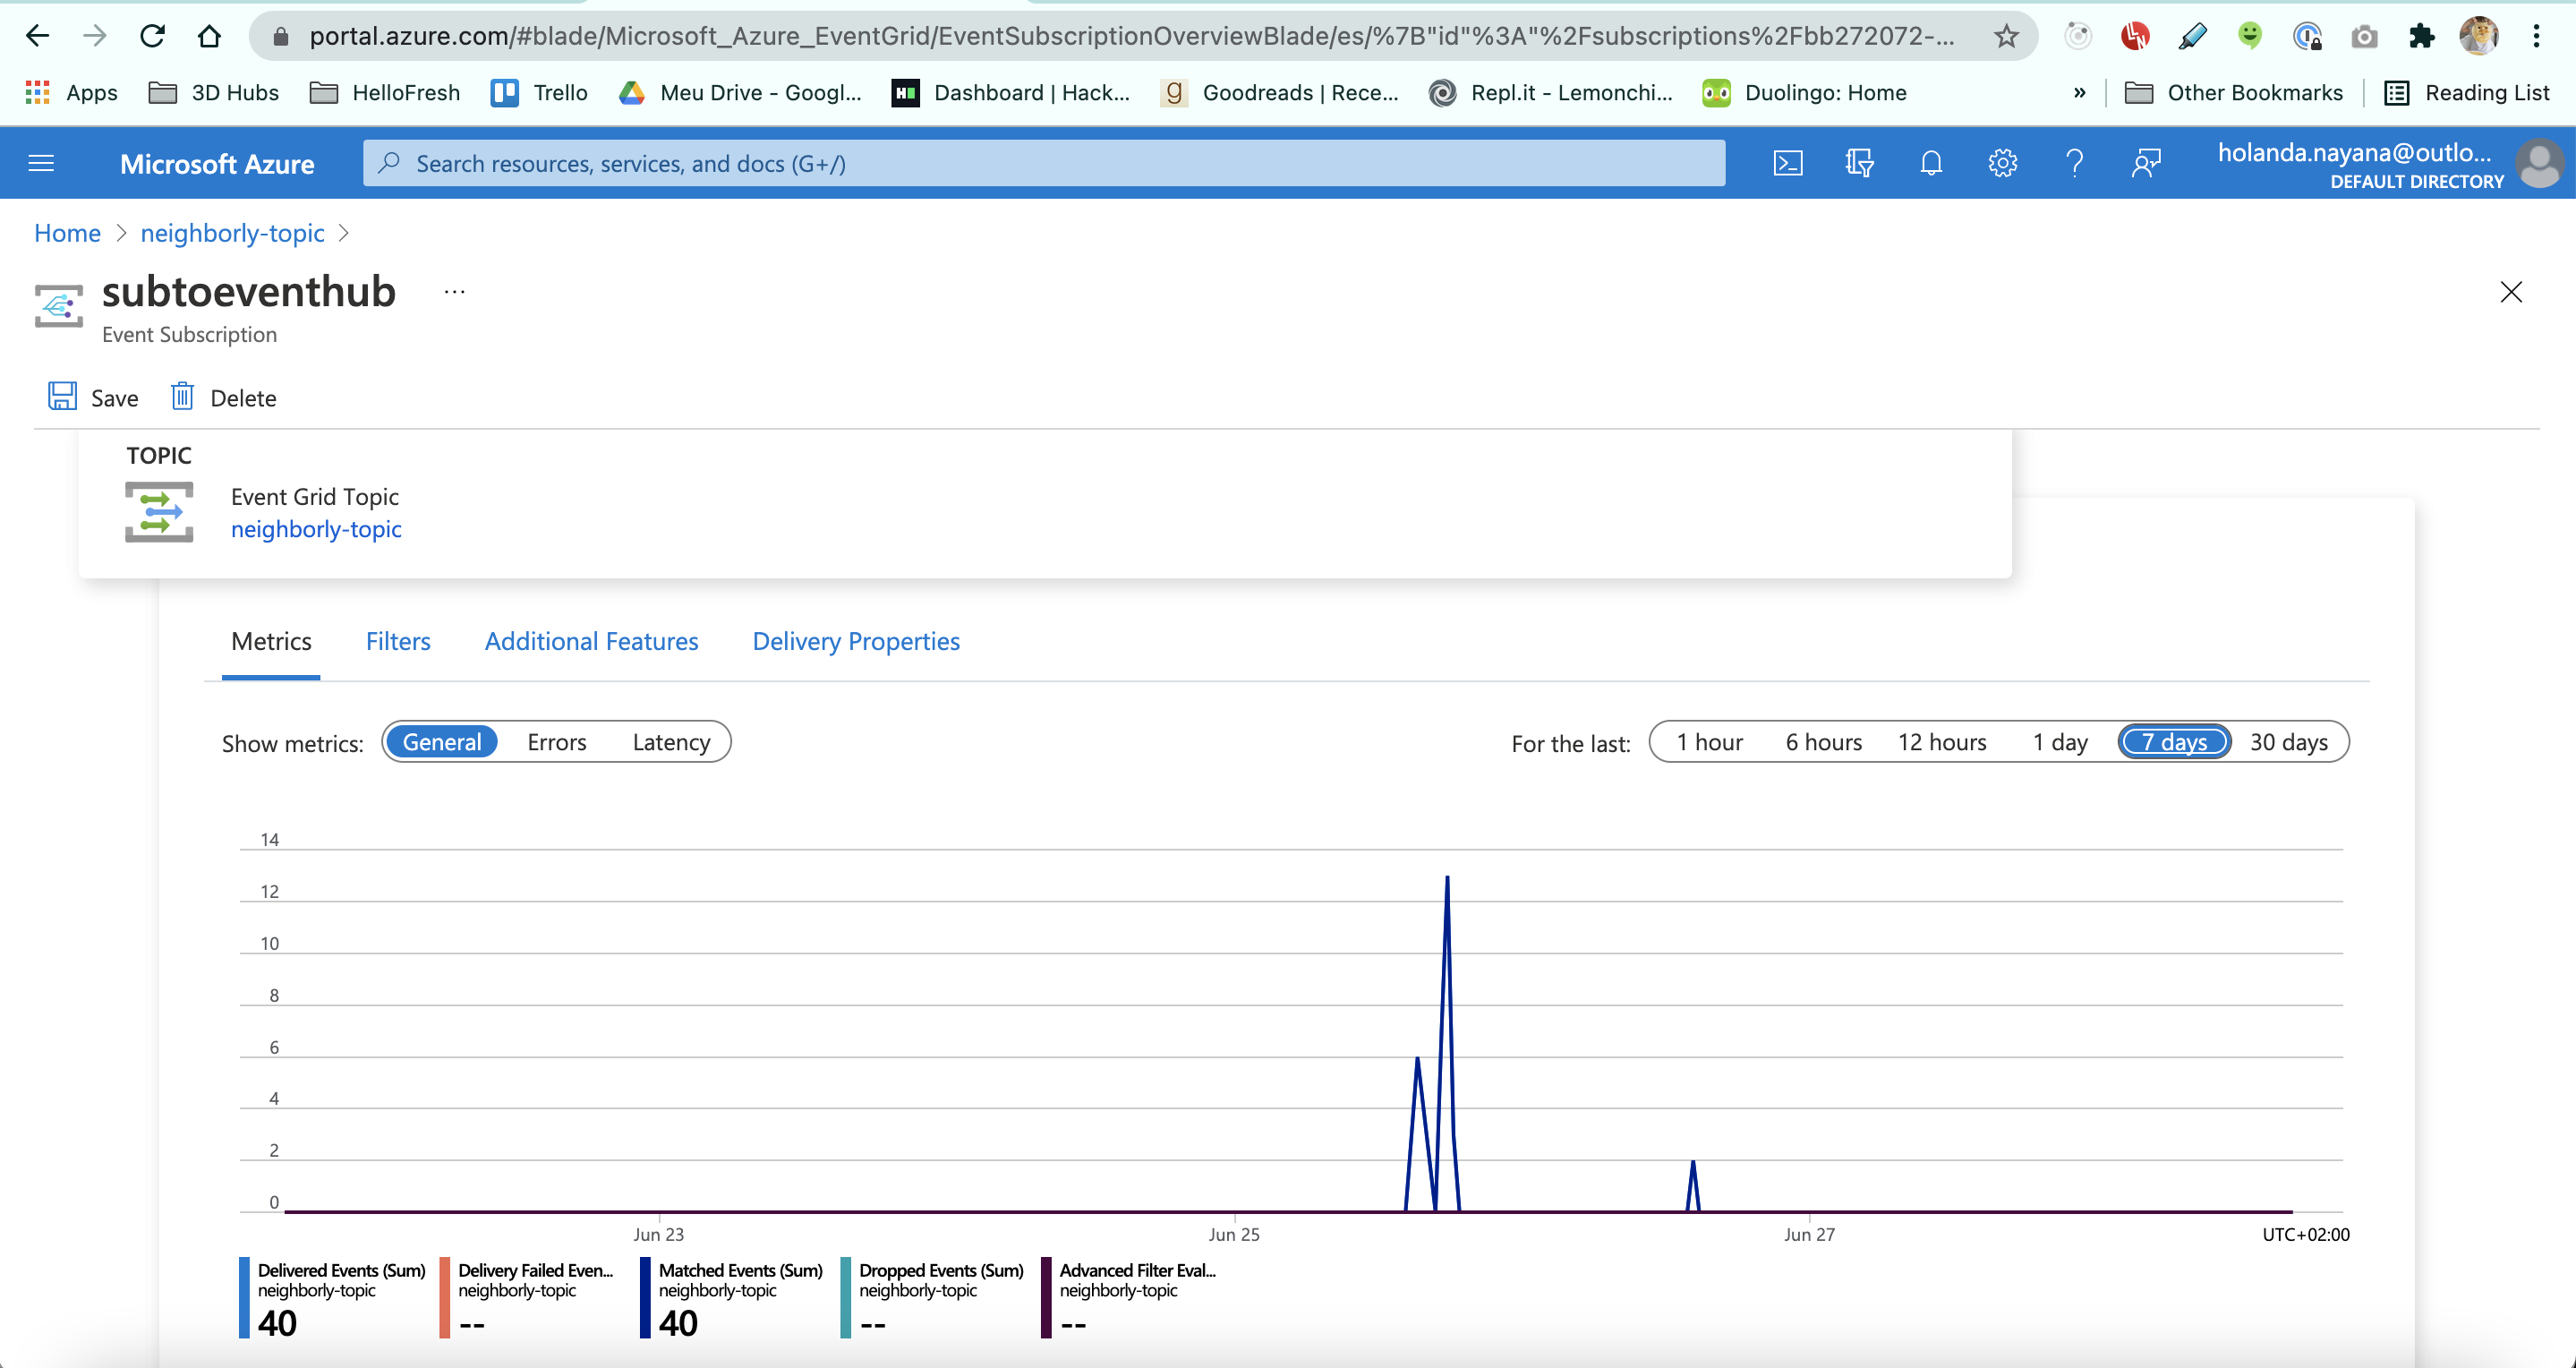 portal.azure.com/#blade/Microsoft_Azure_EventGrid/EventSubscriptionOverviewBlade/es/%7B"id"%3A"%2Fsubscriptions%2Fbb272072-...
Apps 3D Hubs HelloFresh Trello Meu Drive - Googl... Dashboard | Hack... Goodreads | Rece... Repl.it - Lemonchi... Duolingo: Home » Other Bookmarks Reading List
Microsoft Azure
Search resources, services, and docs (G+/)
holanda.nayana@outlo...
DEFAULT DIRECTORY
Home > neighborly-topic >
subtoeventhub ...
Event Subscription
Save Delete
TOPIC
Event Grid Topic
neighborly-topic
Metrics Filters Additional Features Delivery Properties
Show metrics: General Errors Latency For the last: 1 hour 6 hours 12 hours 1 day 7 days 30 days
14
12
10
8
6
4
2
0
Jun 23 Jun 25 Jun 27 UTC+02:00
Delivered Events (Sum) Delivery Failed Even... Matched Events (Sum) Dropped Events (Sum) Advanced Filter Eval...
neighborly-topic neighborly-topic neighborly-topic neighborly-topic neighborly-topic
40 -- 40 -- --